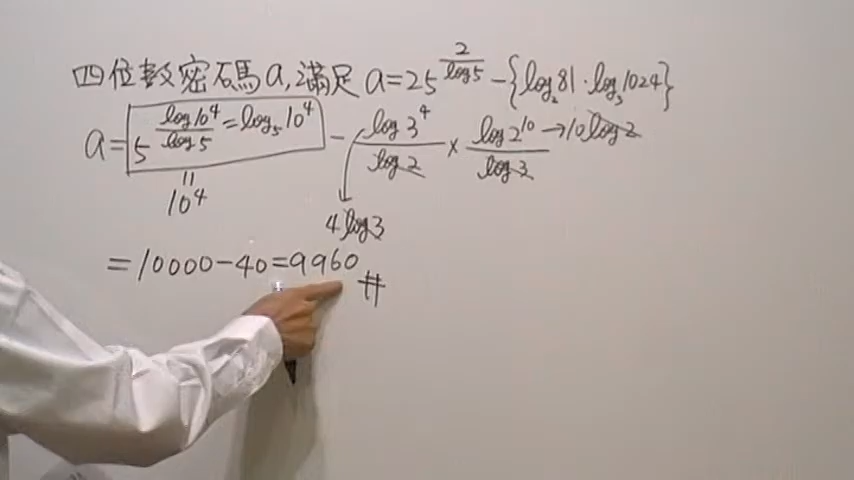 四位數密碼a,滿足 a=25^{2/log5}-{log₂81·log₃1024}
a=5^{log10⁴/log5=log₅10⁴}-log3⁴/log2×log2¹⁰/log3→10log2
=
10⁴
4log3
=10000-40=9960 #